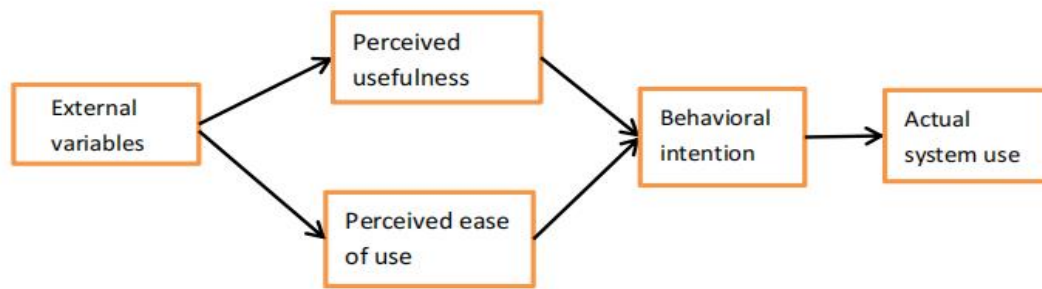 External
variables
Perceived
usefulness
Perceived ease
of use
Behavioral
intention
Actual
system use